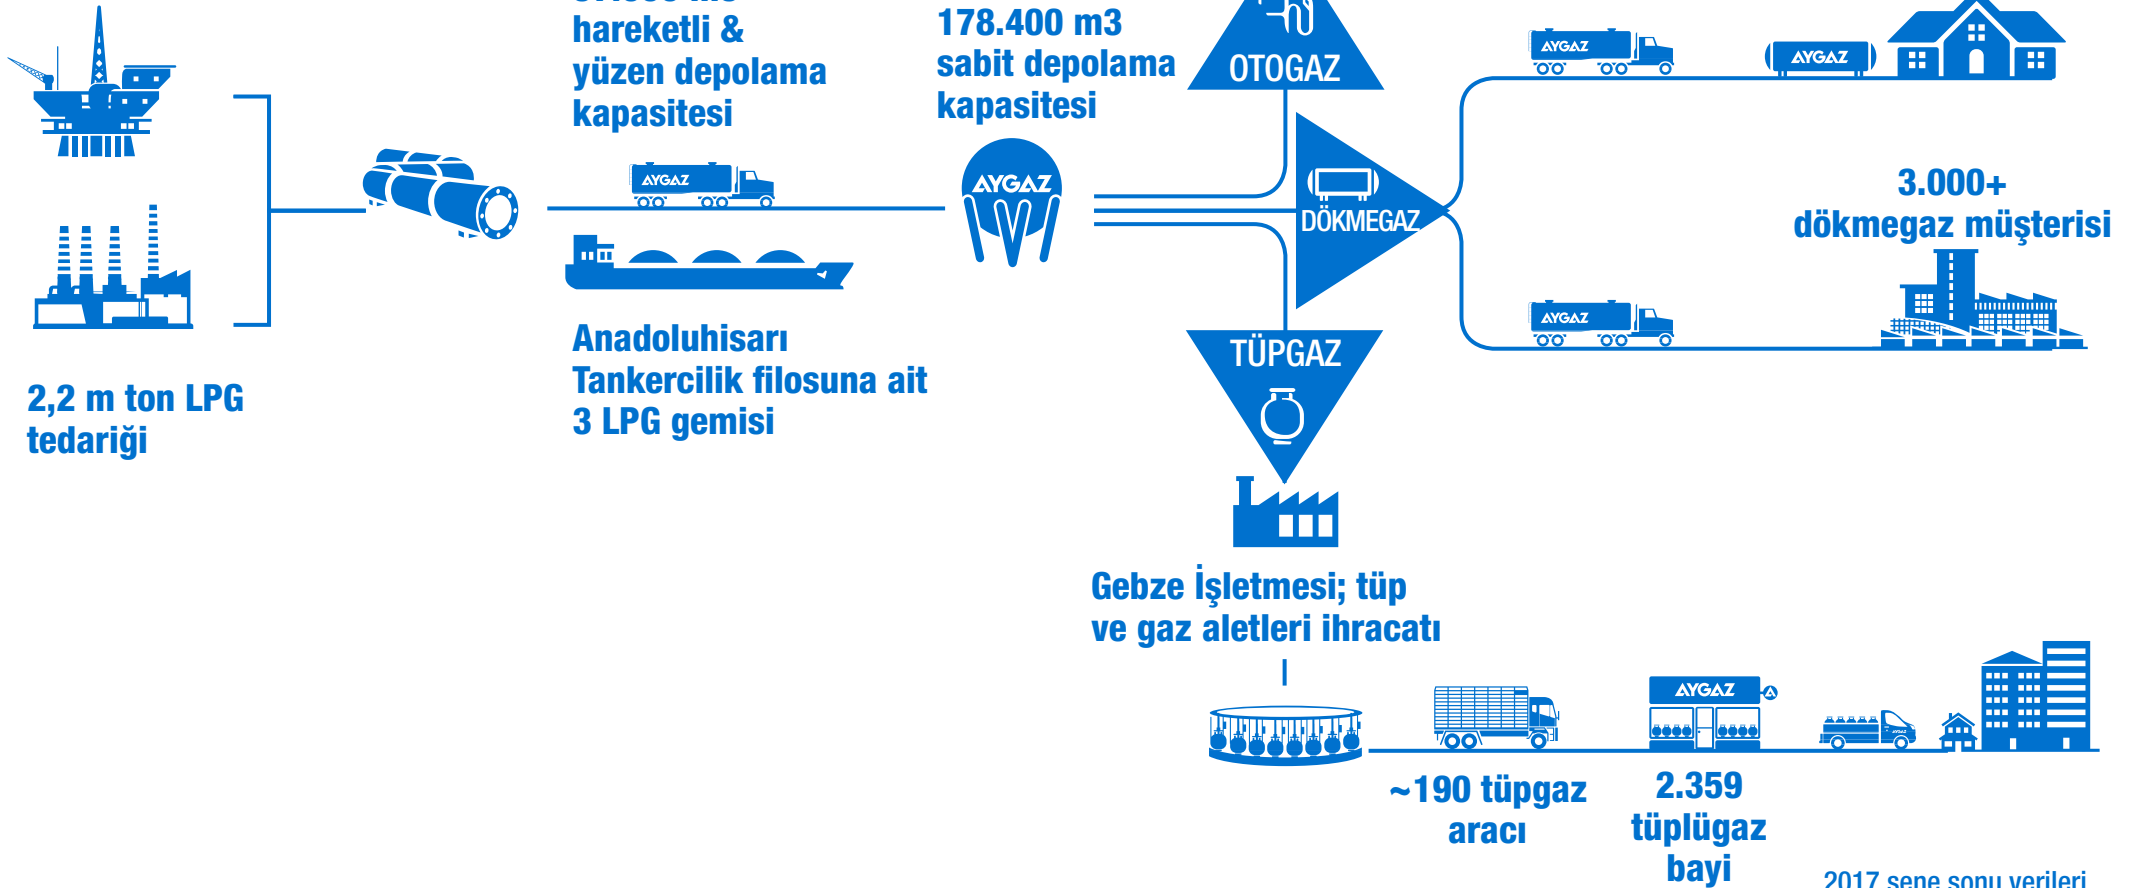 hareketli &
yüzen depolama
kapasitesi
178.400 m3
sabit depolama
kapasitesi
OTOGAZ
AYGAZ
AYGAZ
3.000+
dökmegaz müşterisi
AYGAZ
AYGAZ
DÖKMEGAZ
AYGAZ
Anadoluhisarı
Tankercilik filosuna ait
3 LPG gemisi
2,2 m ton LPG
tedariği
TÜPGAZ
Gebze İşletmesi; tüp
ve gaz aletleri ihracatı
AYGAZ
AYGAZ
~190 tüpgaz
aracı
2.359
tüplügaz
bayi
2017 sene sonu verileri